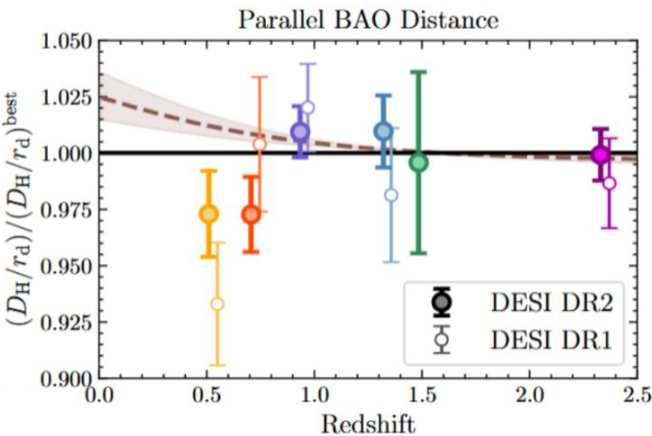 Parallel BAO Distance
(D_H/r_d)/(D_H/r_d)^best
1.050
1.025
1.000
0.975
0.950
0.925
0.900
DESI DR2
DESI DR1
0.0 0.5 1.0 1.5 2.0 2.5
Redshift